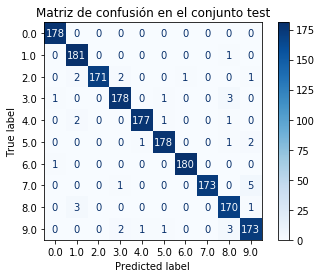 Matriz de confusión en el conjunto test
0.0 178 0 0 0 0 0 0 0 0 0
1.0 0 181 0 0 0 0 0 0 1 0
2.0 0 2 171 2 0 0 1 0 0 1
3.0 1 0 0 178 0 1 0 0 3 0
4.0 0 2 0 0 177 1 0 0 1 0
5.0 0 0 0 0 1 178 0 0 1 2
6.0 1 0 0 0 0 0 180 0 0 0
7.0 0 0 0 1 0 0 0 173 0 5
8.0 0 3 0 0 0 0 0 0 170 1
9.0 0 0 0 2 1 1 0 0 3 173
0.0 1.0 2.0 3.0 4.0 5.0 6.0 7.0 8.0 9.0
Predicted label
True label
175
150
125
100
75
50
25
0